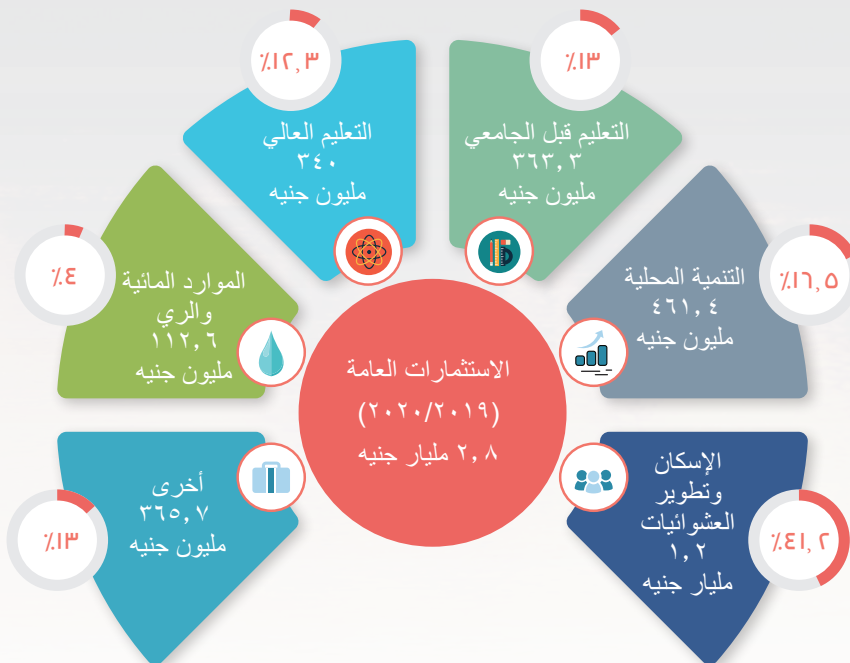 الاستثمارات العامة
(٢٠٢٠/٢٠١٩)
٢,٨ مليار جنيه
٪٤١,٢
الإسكان
وتطوير
العشوائيات
١,٢
مليار جنيه
٪١٦,٥
التنمية المحلية
٤٦١,٤
مليون جنيه
٪١٣
التعليم قبل الجامعي
٣٦٣,٣
مليون جنيه
٪١٢,٣
التعليم العالي
٣٤٠
مليون جنيه
٪٤
الموارد المائية
والري
١١٢,٦
مليون جنيه
٪١٣
أخرى
٣٦٥,٧
مليون جنيه